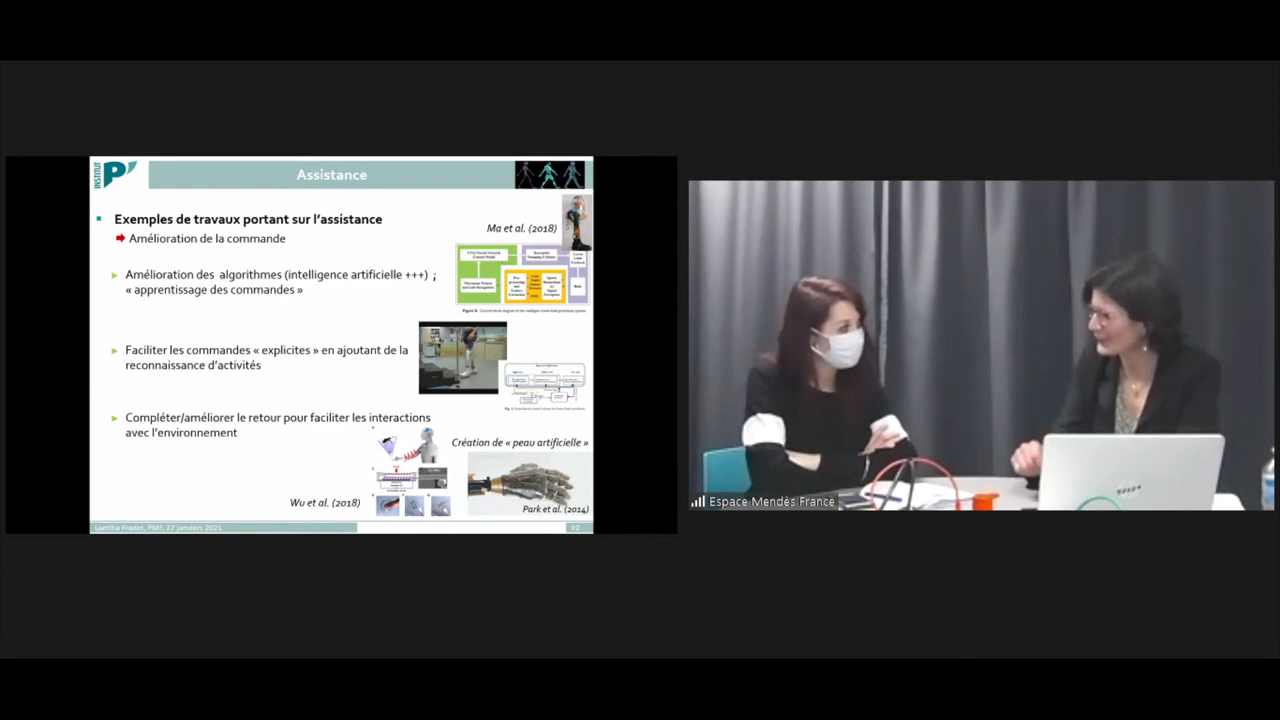 INSTITUT
P'
Assistance
Exemples de travaux portant sur l'assistance
Ma et al. (2018)
Amélioration de la commande
Amélioration des algorithmes (intelligence artificielle +++) ;
« apprentissage des commandes »
Faciliter les commandes « explicites » en ajoutant de la
reconnaissance d'activités
Compléter/améliorer le retour pour faciliter les interactions
avec l'environnement
Création de « peau artificielle »
Wu et al. (2018)
Park et al. (2014)
Laetitia Fradet, PMF, 27 Janviers 2021
92
Espace Mendès France